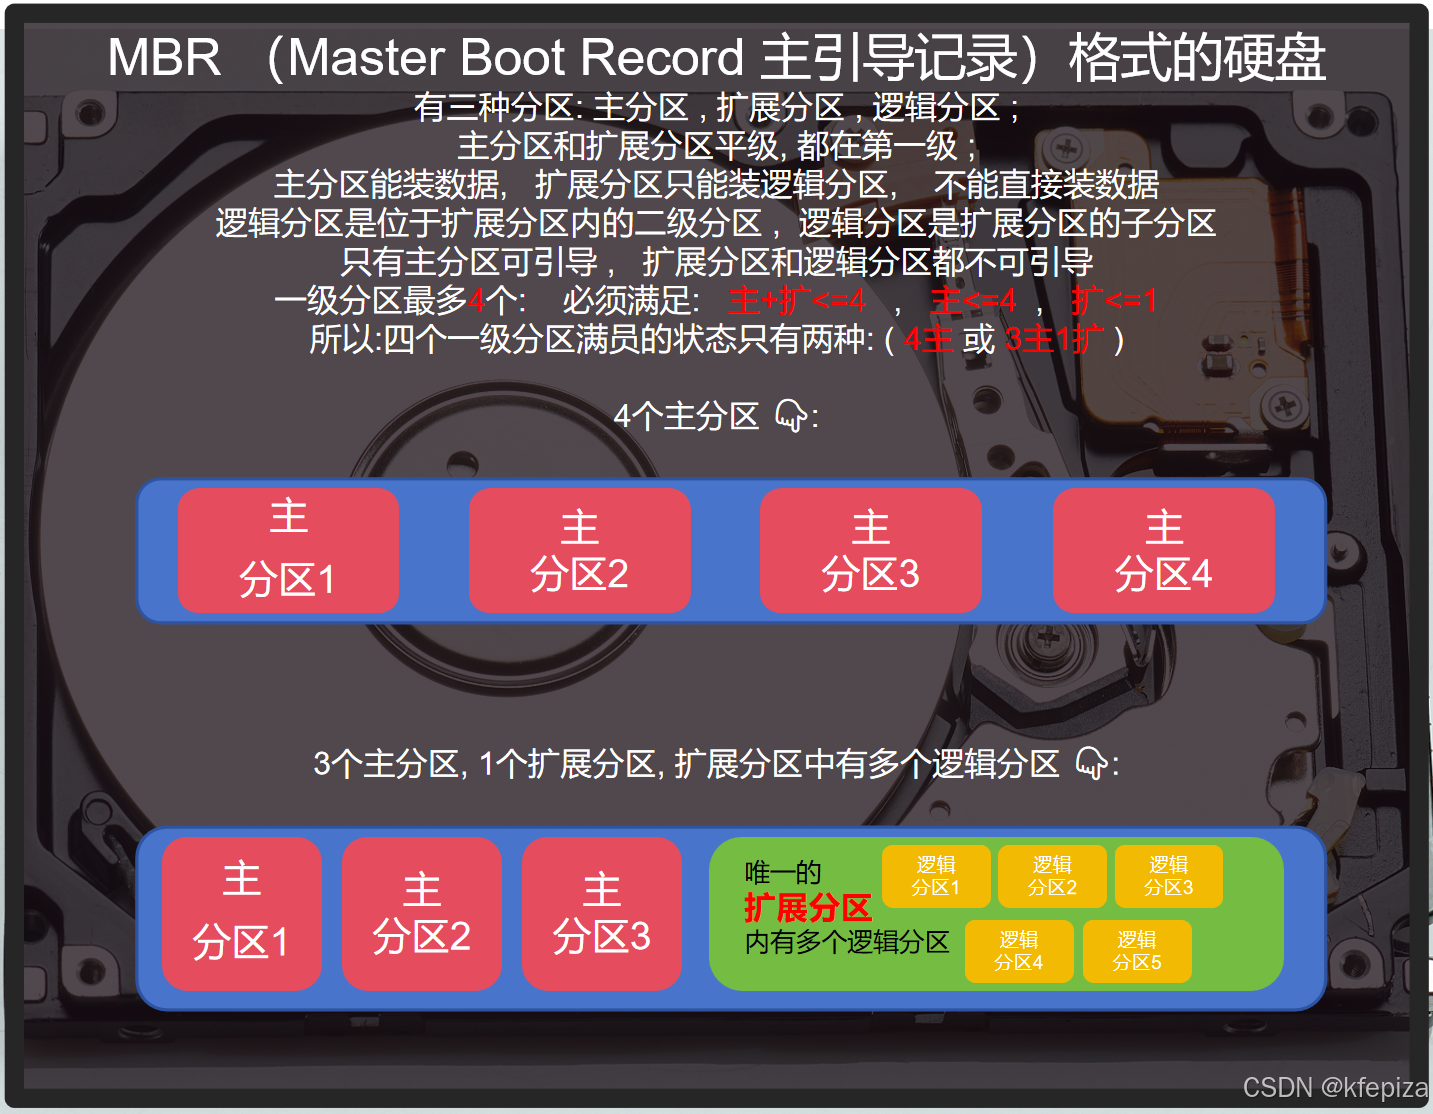 MBR （Master Boot Record 主引导记录）格式的硬盘
有三种分区: 主分区 , 扩展分区 , 逻辑分区 ;
主分区和扩展分区平级, 都在第一级 ;
主分区能装数据, 扩展分区只能装逻辑分区, 不能直接装数据
逻辑分区是位于扩展分区内的二级分区 , 逻辑分区是扩展分区的子分区
只有主分区可引导 , 扩展分区和逻辑分区都不可引导
一级分区最多4个: 必须满足: 主+扩<=4 , 主<=4 , 扩<=1
所以:四个一级分区满员的状态只有两种: ( 4主 或 3主1扩 )
4个主分区 👇:
主
分区1
主
分区2
主
分区3
主
分区4
3个主分区, 1个扩展分区, 扩展分区中有多个逻辑分区 👇:
主
分区1
主
分区2
主
分区3
唯一的
扩展分区
内有多个逻辑分区
逻辑
分区1
逻辑
分区2
逻辑
分区3
逻辑
分区4
逻辑
分区5
CSDN @kfepiza